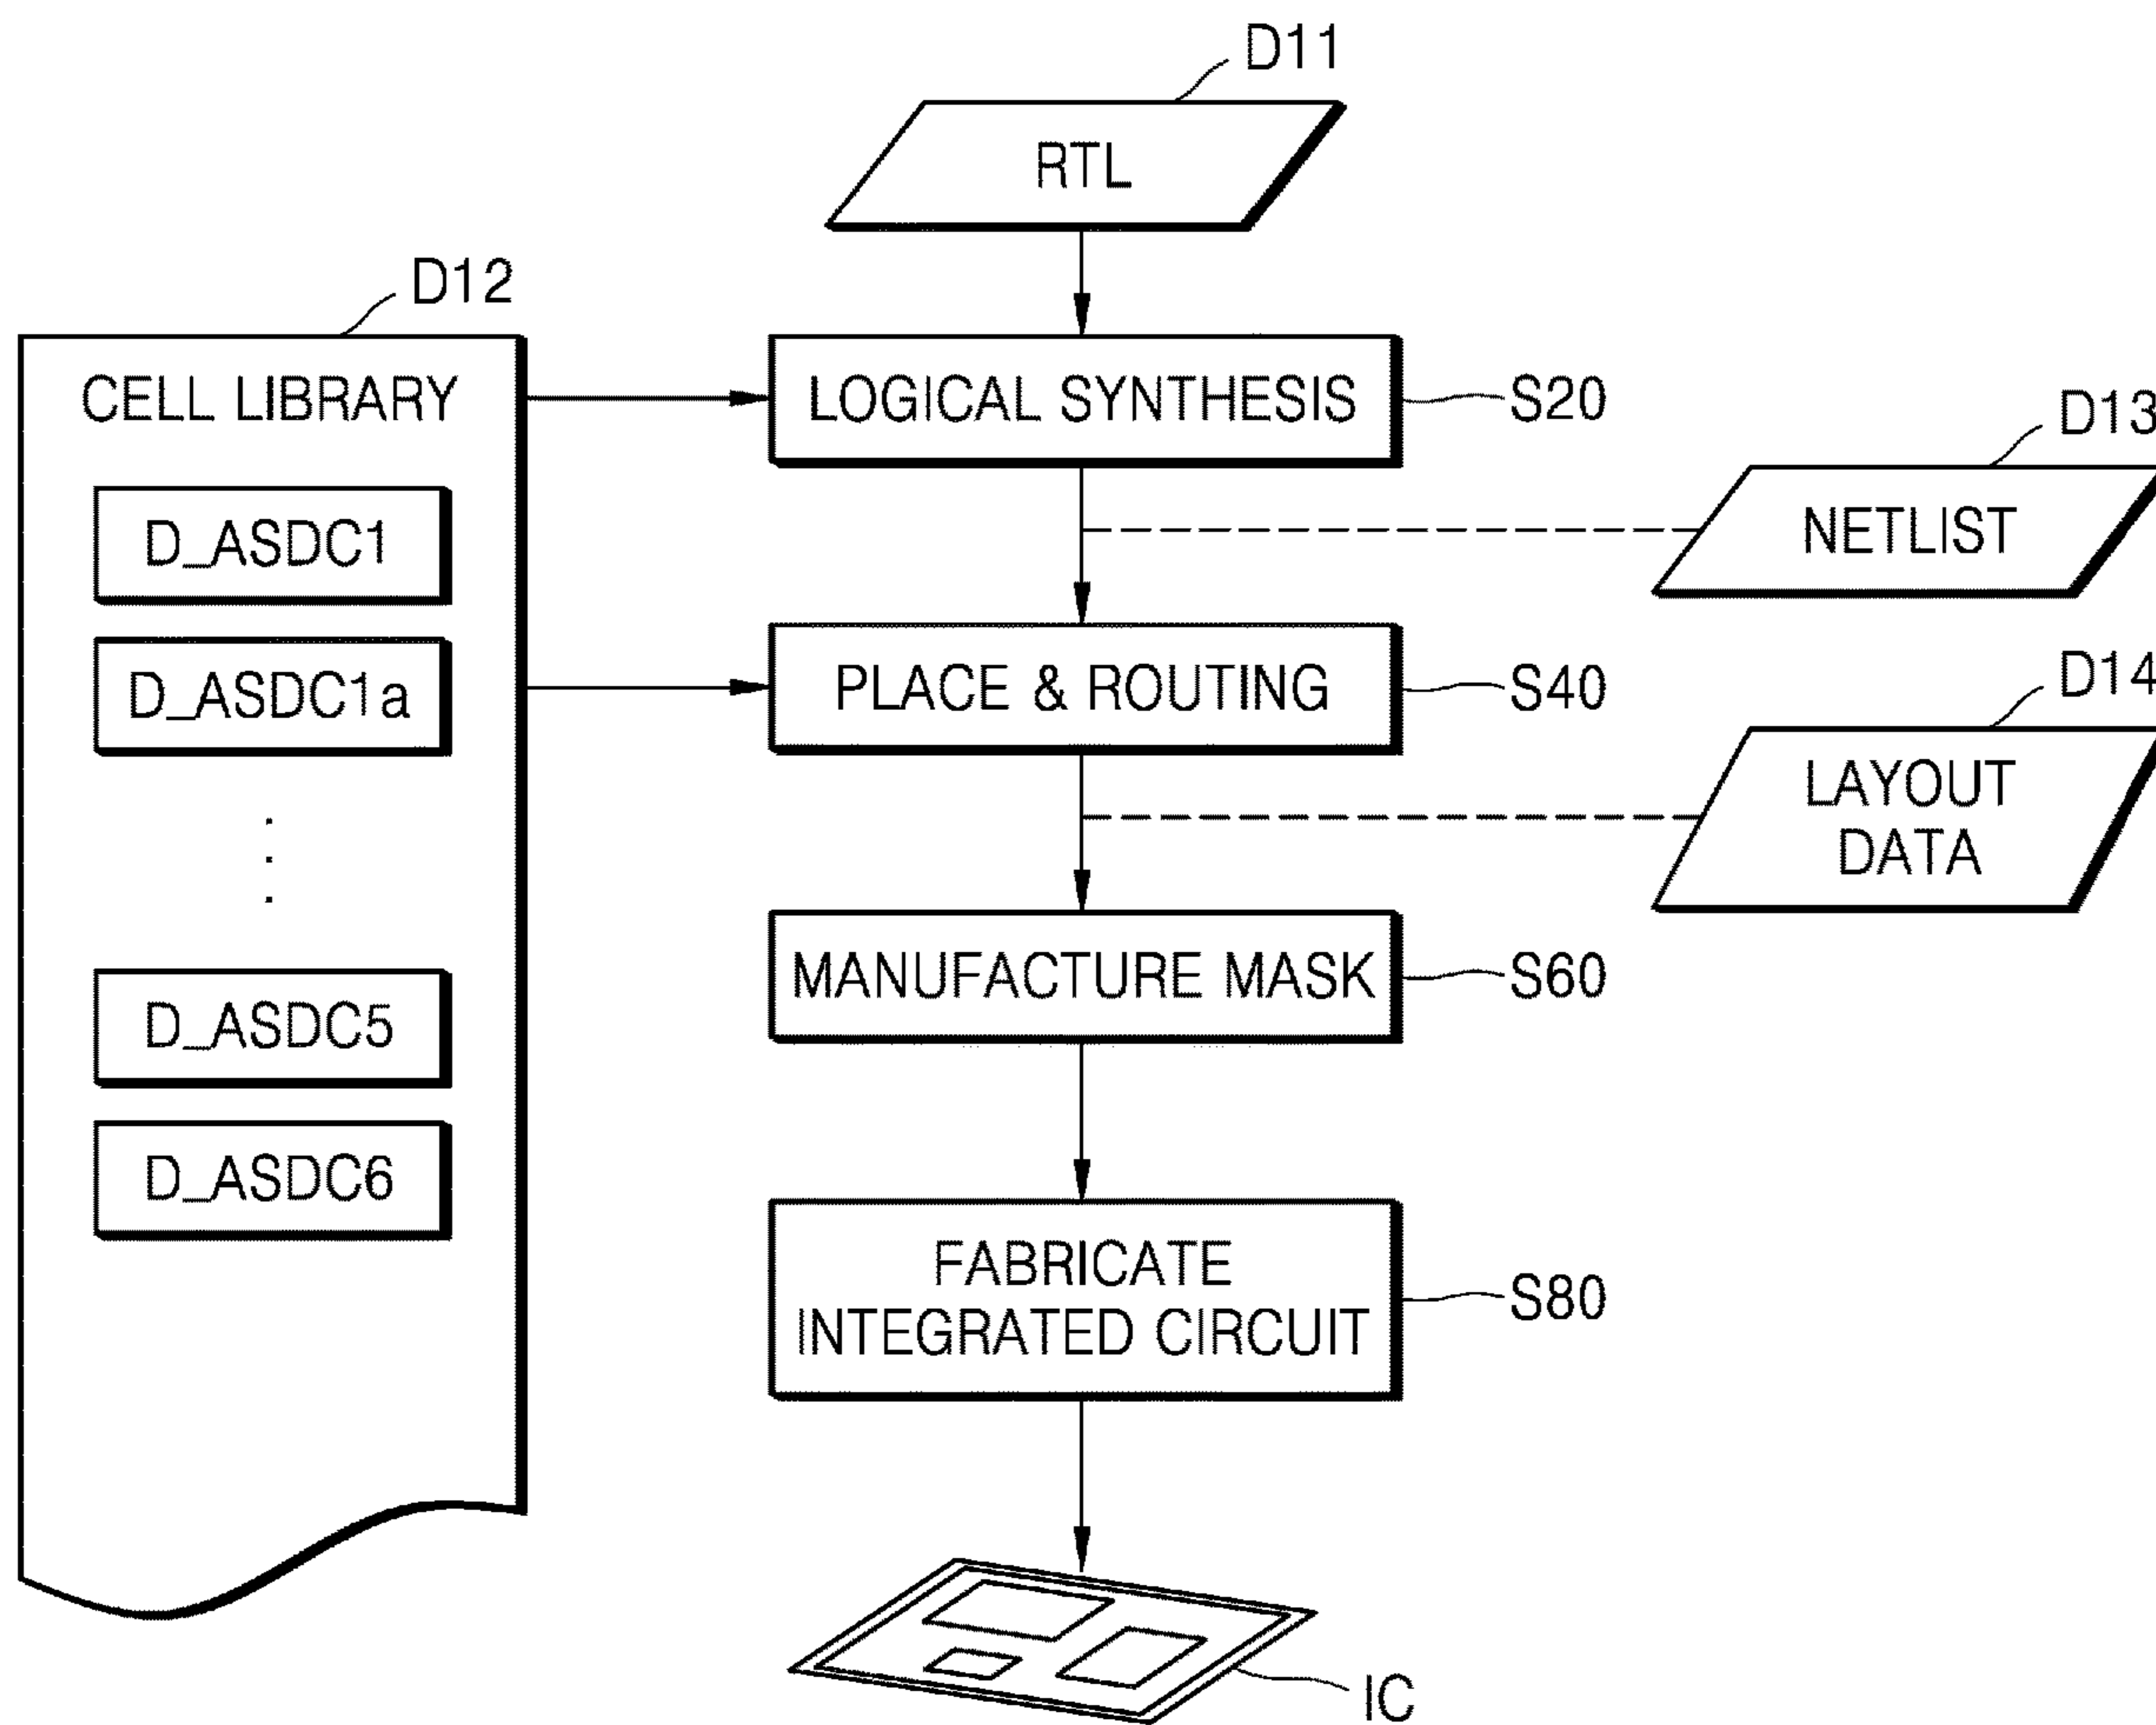 D11
RTL
D12
CELL LIBRARY
LOGICAL SYNTHESIS
S20
D13
D_ASDC1
NETLIST
D_ASDC1a
PLACE & ROUTING
S40
D14
LAYOUT
DATA
MANUFACTURE MASK
S60
D_ASDC5
D_ASDC6
FABRICATE
INTEGRATED CIRCUIT
S80
IC